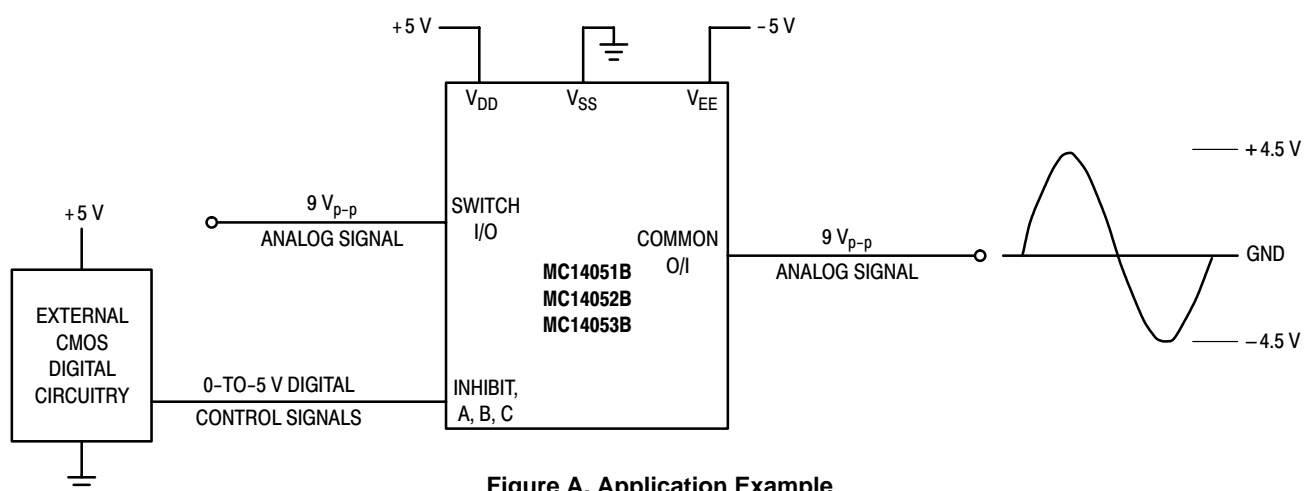 +5 V
−5 V
V_DD
V_SS
V_EE
+4.5 V
9 V_p–p
SWITCH
I/O
+5 V
ANALOG SIGNAL
COMMON
O/I
9 V_p–p
GND
ANALOG SIGNAL
MC14051B
MC14052B
MC14053B
EXTERNAL
CMOS
DIGITAL
CIRCUITRY
−4.5 V
0–TO–5 V DIGITAL
CONTROL SIGNALS
INHIBIT,
A, B, C
Figure A. Application Example